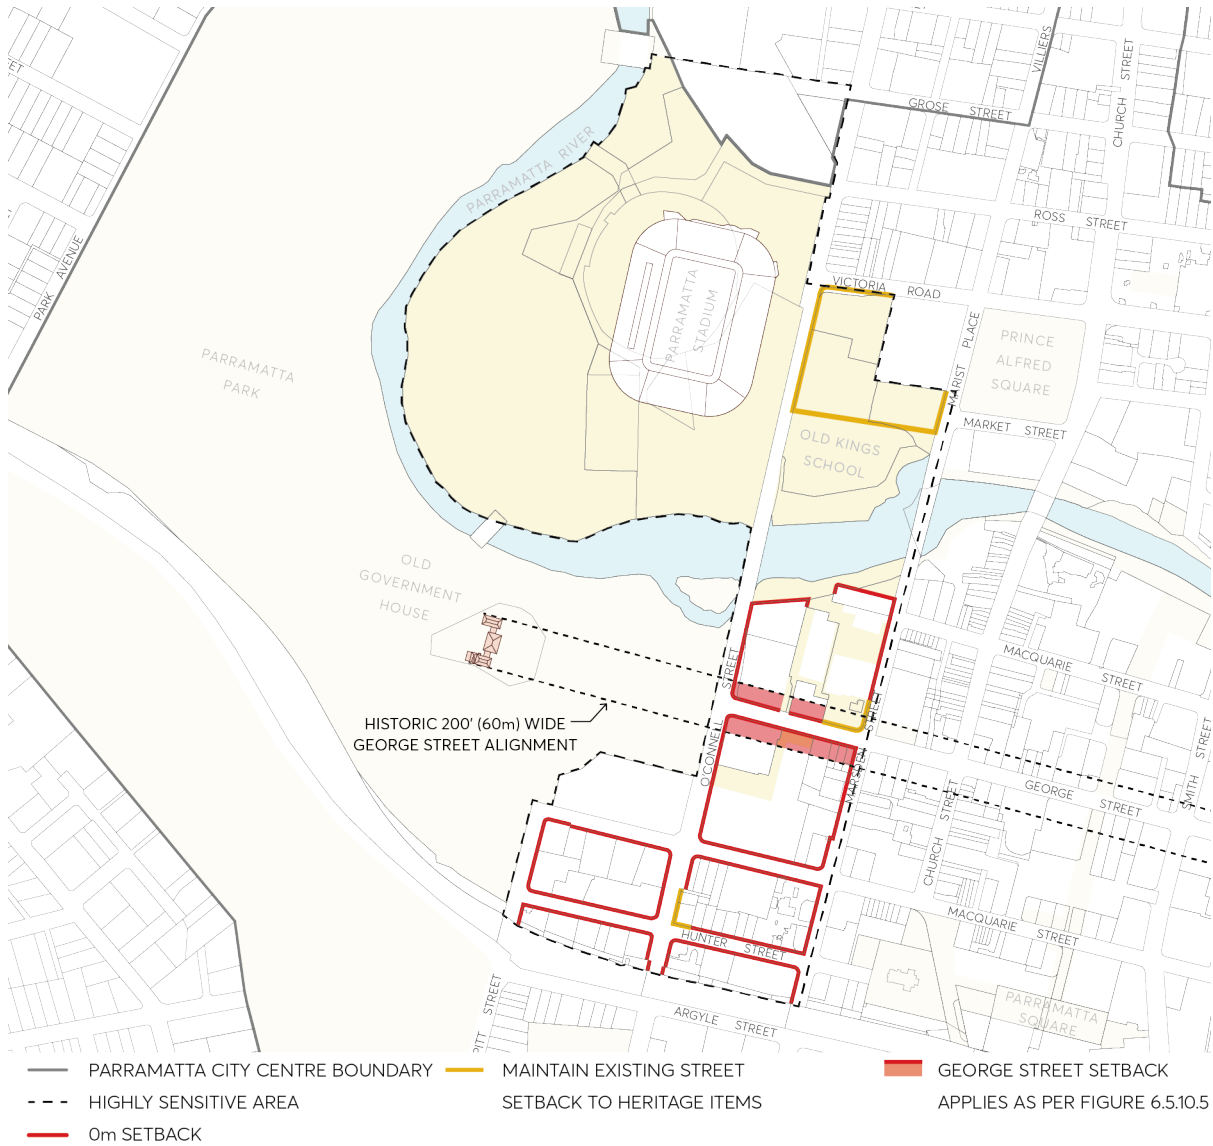 VILLIERS
CHURCH STREET
GROSE STREET
ET
PARRAMATTA RIVER
ROSS STREET
PARK AVENUE
VICTORIA ROAD
PARRAMATTA
STADIUM
MARIST PLACE
PRINCE
ALFRED
SQUARE
PARRAMATTA
PARK
MARKET STREET
OLD KINGS
SCHOOL
OLD
GOVERNMENT
HOUSE
MACQUARIE STREET
O'CONNELL STREET
MARSDEN STREET
HISTORIC 200' (60m) WIDE
GEORGE STREET ALIGNMENT
GEORGE STREET
SMITH STREET
CHURCH STREET
MACQUARIE STREET
HUNTER STREET
PITT STREET
ARGYLE STREET
PARRAMATTA
SQUARE
PARRAMATTA CITY CENTRE BOUNDARY
HIGHLY SENSITIVE AREA
0m SETBACK
MAINTAIN EXISTING STREET
SETBACK TO HERITAGE ITEMS
GEORGE STREET SETBACK
APPLIES AS PER FIGURE 6.5.10.5